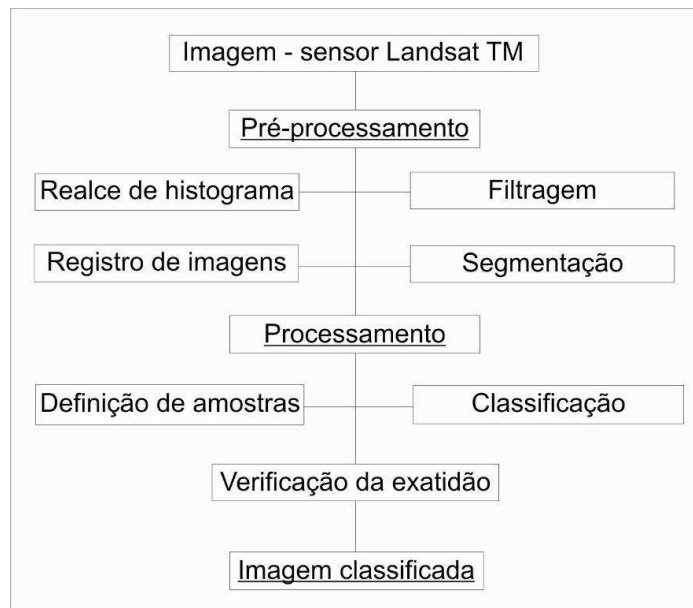 Imagem - sensor Landsat TM
Pré-processamento
Realce de histograma
Filtragem
Registro de imagens
Segmentação
Processamento
Definição de amostras
Classificação
Verificação da exatidão
Imagem classificada